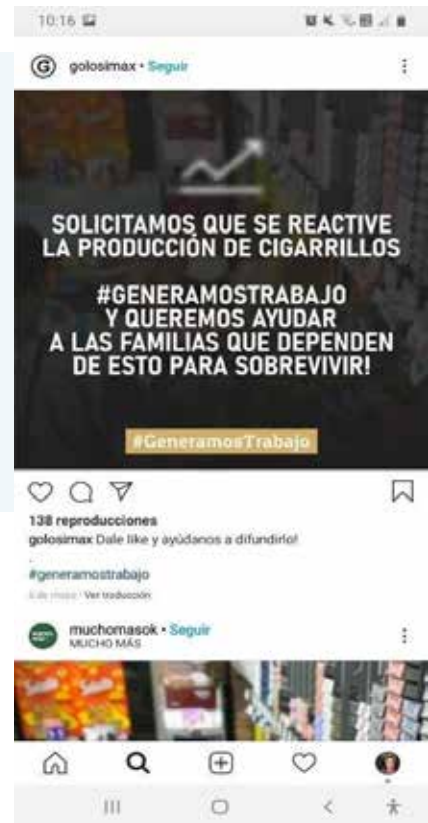 10:16
G golosimax • Seguir
SOLICITAMOS QUE SE REACTIVE
LA PRODUCCIÓN DE CIGARRILLOS
#GENERAMOSTRABAJO
Y QUEREMOS AYUDAR
A LAS FAMILIAS QUE DEPENDEN
DE ESTO PARA SOBREVIVIR!
#GeneramosTrabajo
138 reproducciones
golosimax Dale like y ayúdanos a difundirlo!
.
#generamostrabajo
de mayo · Ver traducción
muchomasok • Seguir
MUCHO MÁS